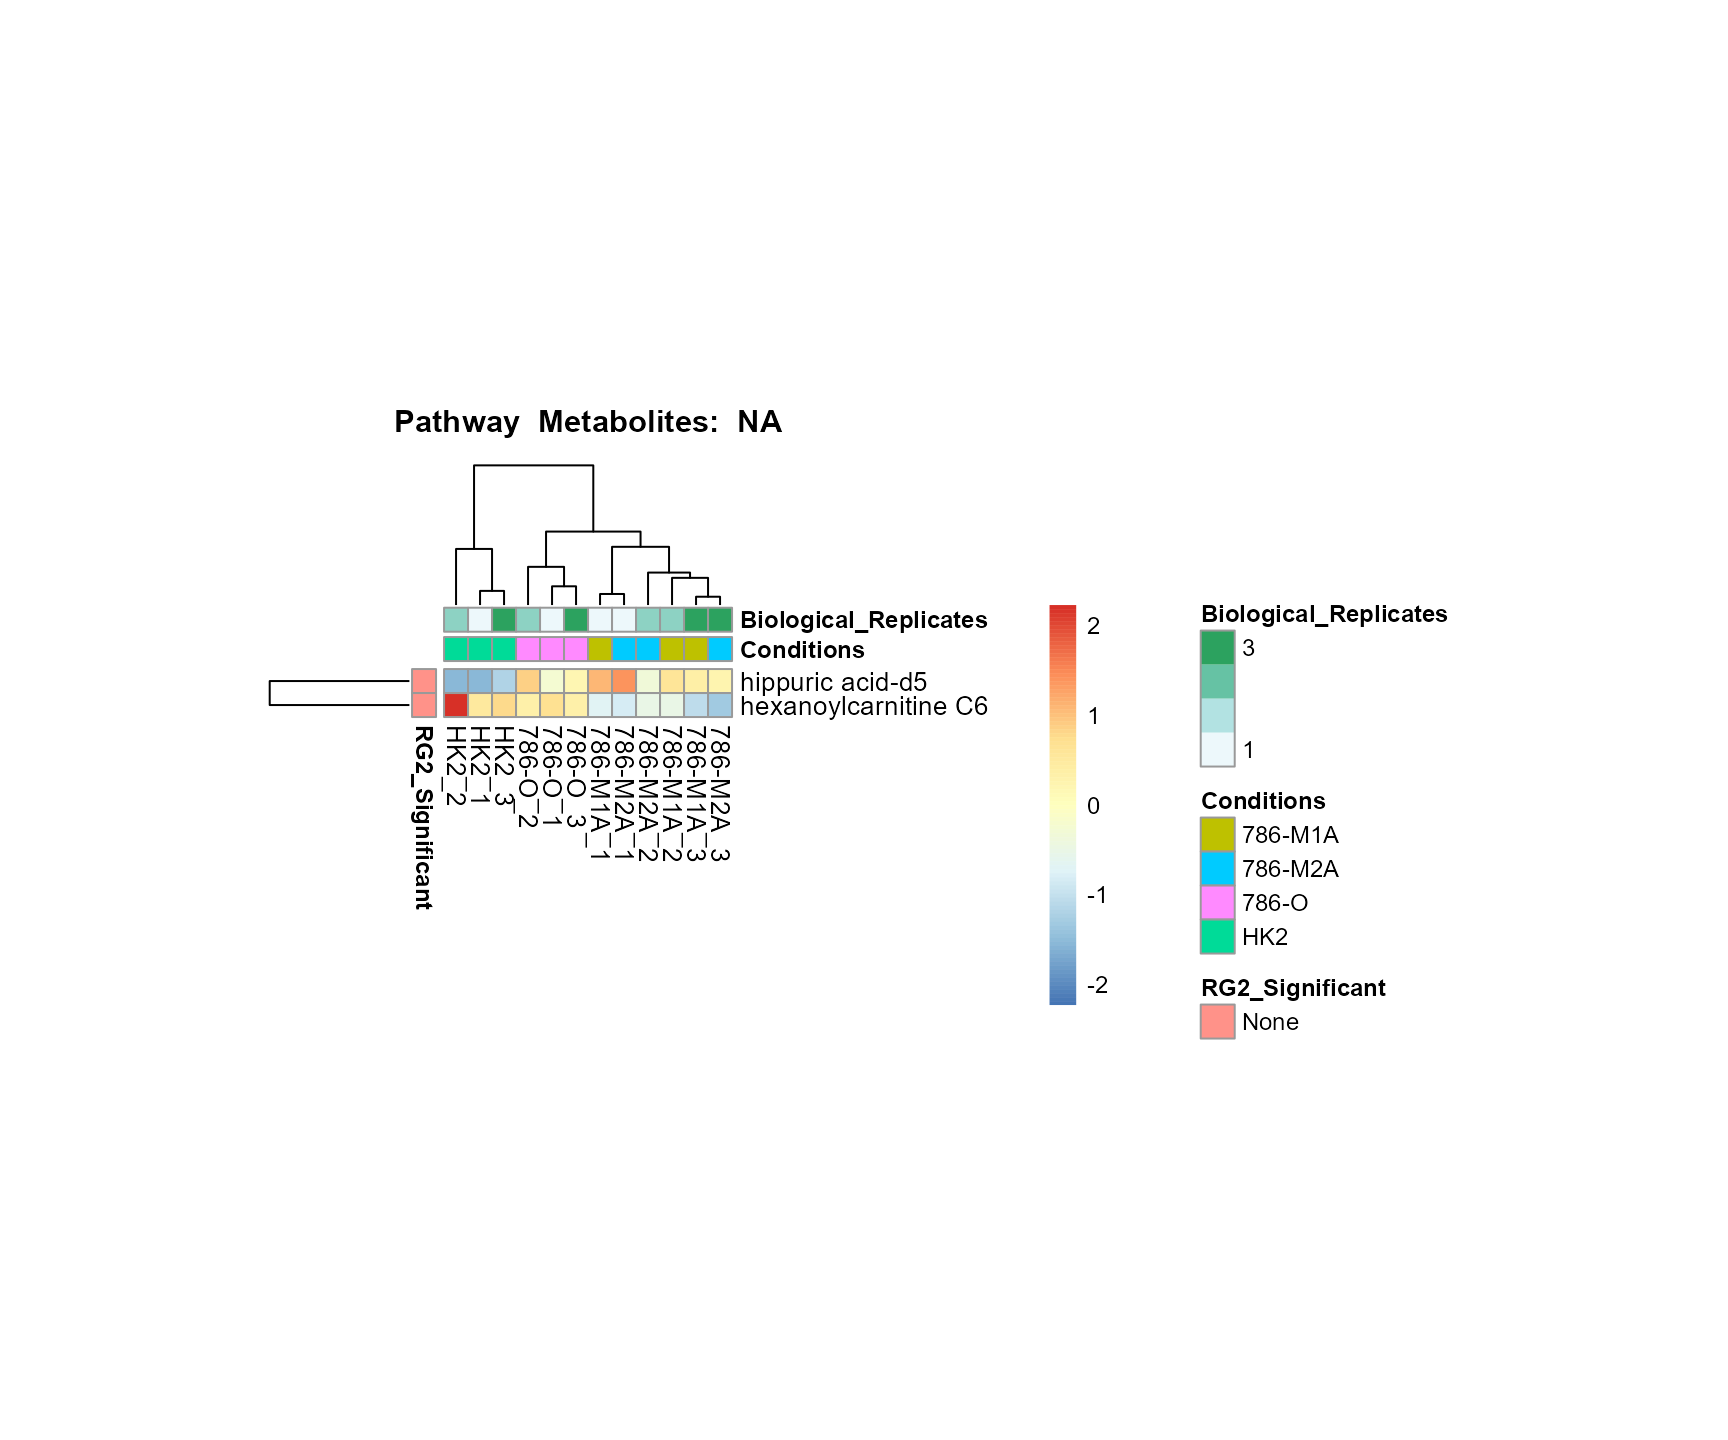 Pathway Metabolites: NA
Biological_Replicates
Conditions
hippuric acid-d5
hexanoylcarnitine C6
RG2_Significant
HK2_2
HK2_1
HK2_3
786-O_2
786-O_1
786-O_3
786-M1A_1
786-M2A_1
786-M2A_2
786-M1A_2
786-M1A_3
786-M2A_3
2
1
0
-1
-2
Biological_Replicates
3
1
Conditions
786-M1A
786-M2A
786-O
HK2
RG2_Significant
None